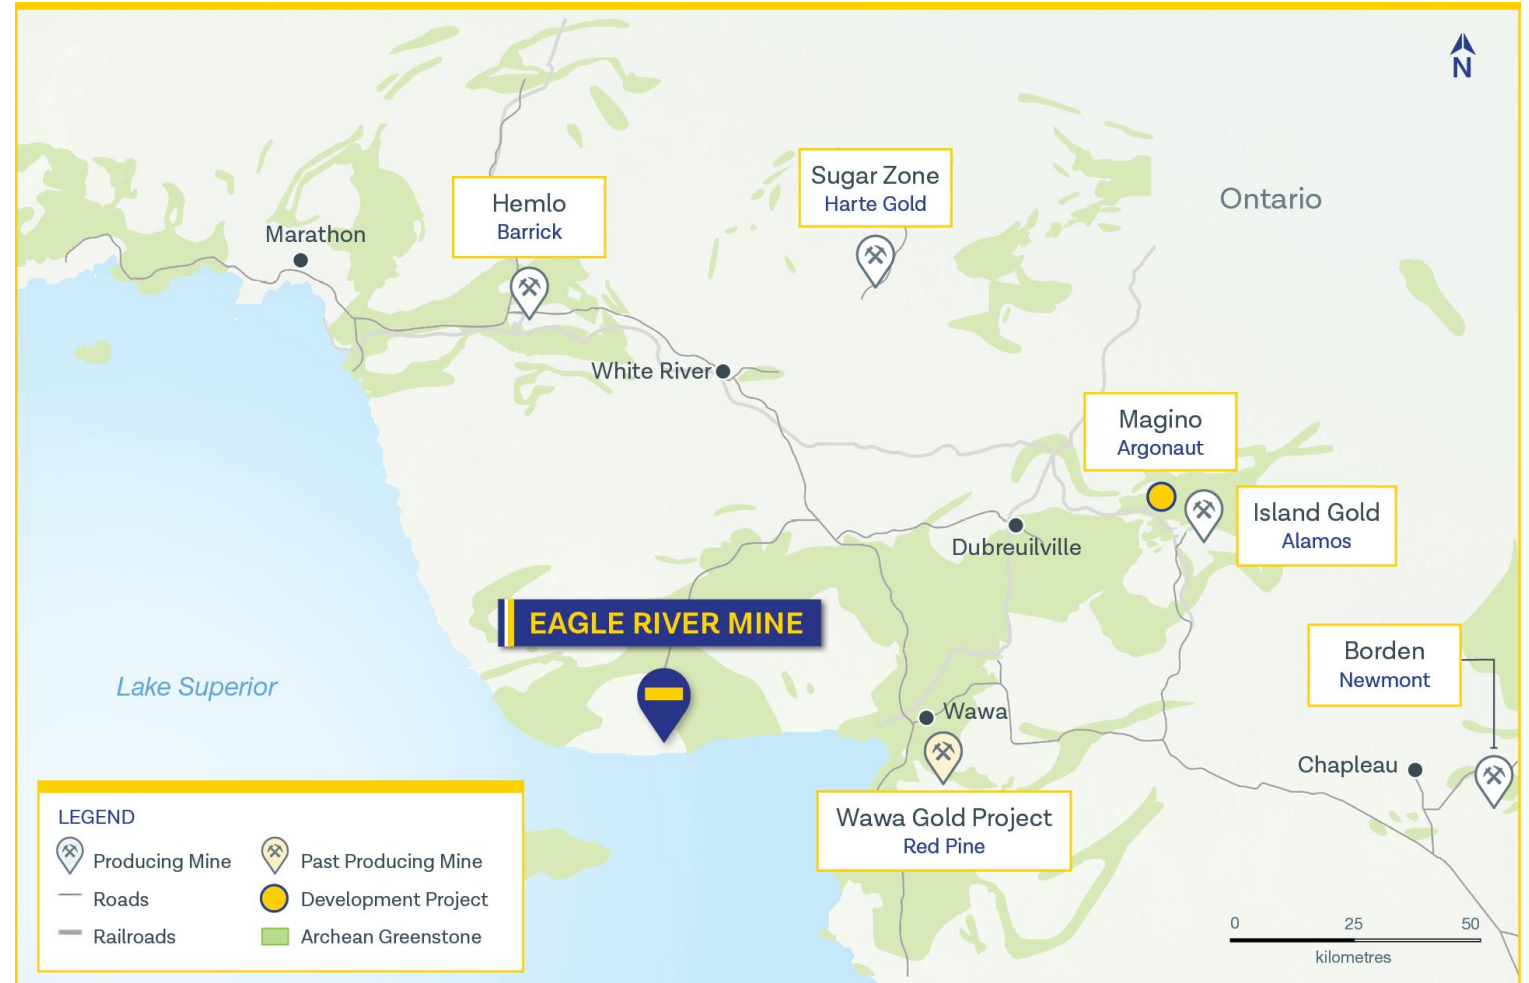 N
Sugar Zone
Harte Gold
Ontario
Hemlo
Barrick
Marathon
White River
Magino
Argonaut
Island Gold
Alamos
Dubreuilville
EAGLE RIVER MINE
Borden
Newmont
Lake Superior
Wawa
Chapleau
Wawa Gold Project
Red Pine
LEGEND
Producing Mine
Past Producing Mine
Roads
Development Project
Railroads
Archean Greenstone
0 25 50
kilometres